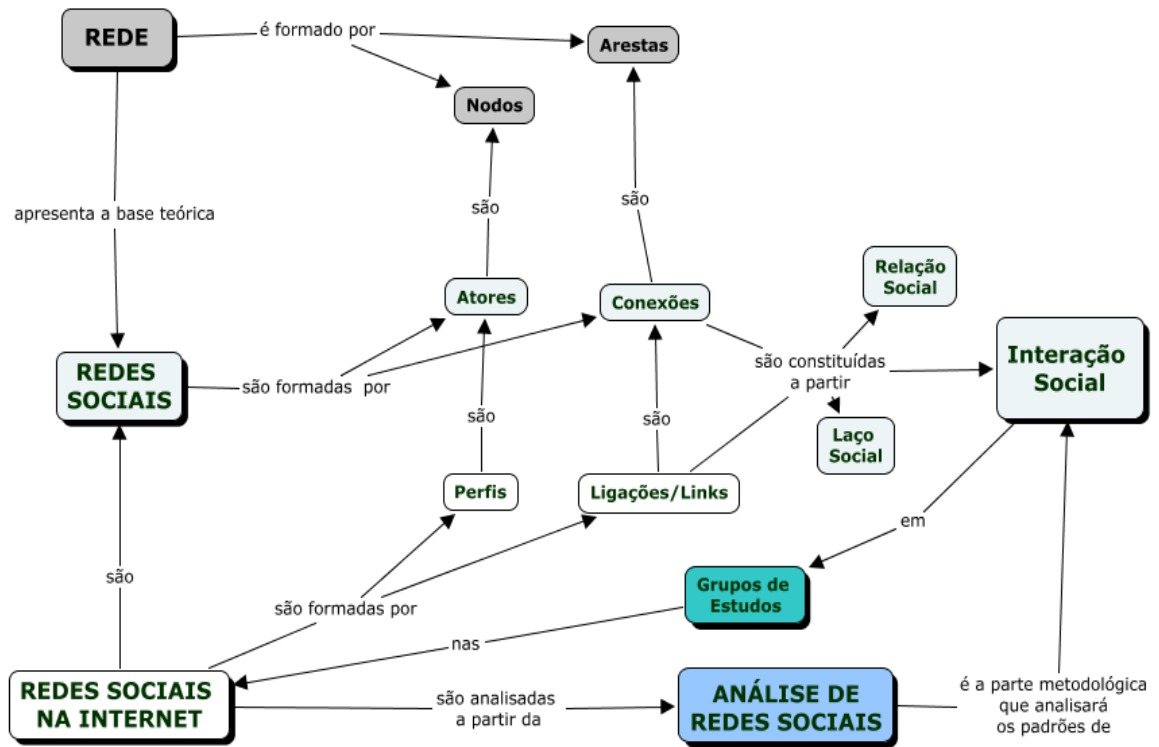 REDE
é formado por
Arestas
Nodos
apresenta a base teórica
são
são
Relação
Social
Atores
Conexões
REDES
SOCIAIS
são formadas por
são constituídas
a partir
Interação
Social
são
são
Laço
Social
Perfis
Ligações/Links
em
são
são formadas por
Grupos de
Estudos
nas
REDES SOCIAIS
NA INTERNET
são analisadas
a partir da
ANÁLISE DE
REDES SOCIAIS
é a parte metodológica
que analisará
os padrões de